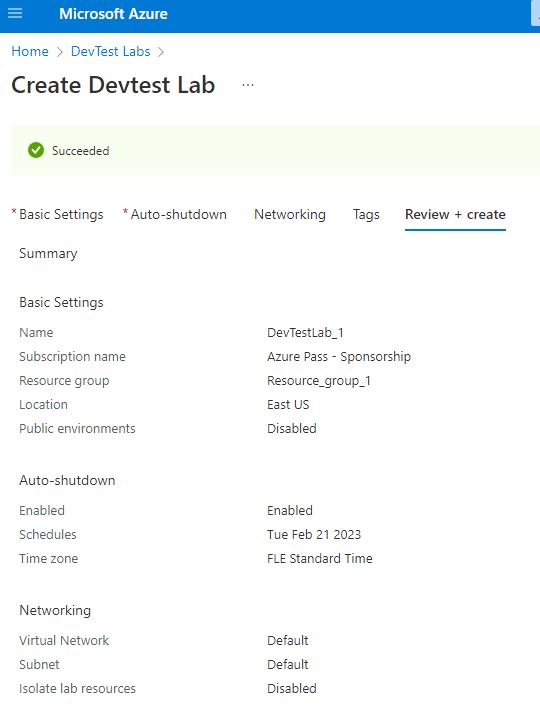 Microsoft Azure
Home > DevTest Labs >
Create Devtest Lab ...
Succeeded
* Basic Settings * Auto-shutdown Networking Tags Review + create
Summary
Basic Settings
Name DevTestLab_1
Subscription name Azure Pass - Sponsorship
Resource group Resource_group_1
Location East US
Public environments Disabled
Auto-shutdown
Enabled Enabled
Schedules Tue Feb 21 2023
Time zone FLE Standard Time
Networking
Virtual Network Default
Subnet Default
Isolate lab resources Disabled